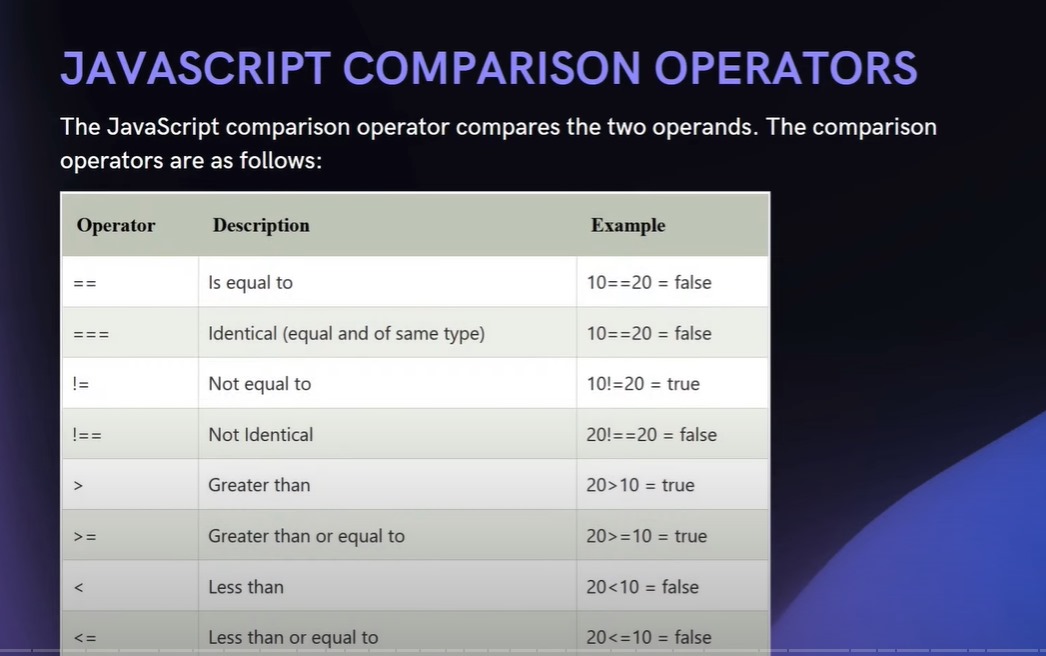 JAVASCRIPT COMPARISON OPERATORS
The JavaScript comparison operator compares the two operands. The comparison
operators are as follows:
Operator Description Example
== Is equal to 10==20 = false
=== Identical (equal and of same type) 10==20 = false
!= Not equal to 10!=20 = true
!== Not Identical 20!==20 = false
> Greater than 20>10 = true
>= Greater than or equal to 20>=10 = true
< Less than 20<10 = false
<= Less than or equal to 20<=10 = false